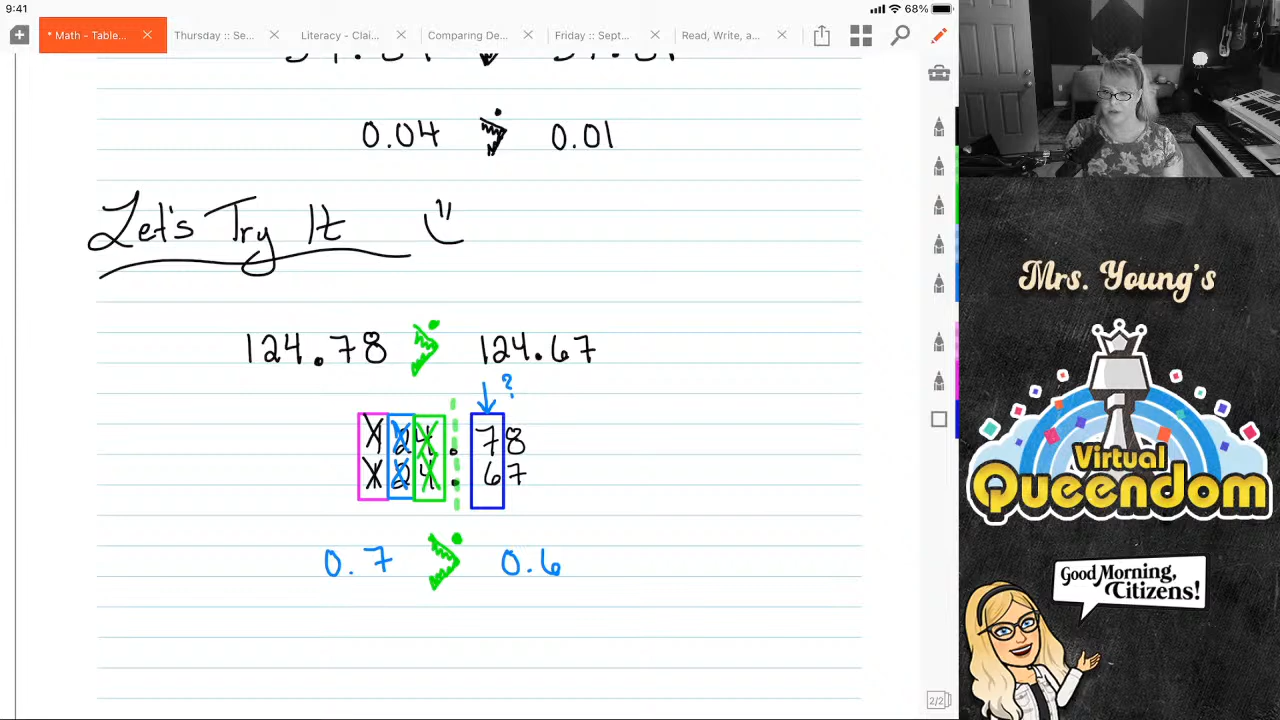 9:41 68%
* Math - Table... Thursday :: Se... Literacy - Clai... Comparing De... Friday :: Sept... Read, Write, a...
0.04 > 0.01
Let's Try It
124.78 > 124.67
?
124.78
124.67
0.7 > 0.6
2/2
Mrs. Young's
Virtual
Queendom
Good Morning,
Citizens!